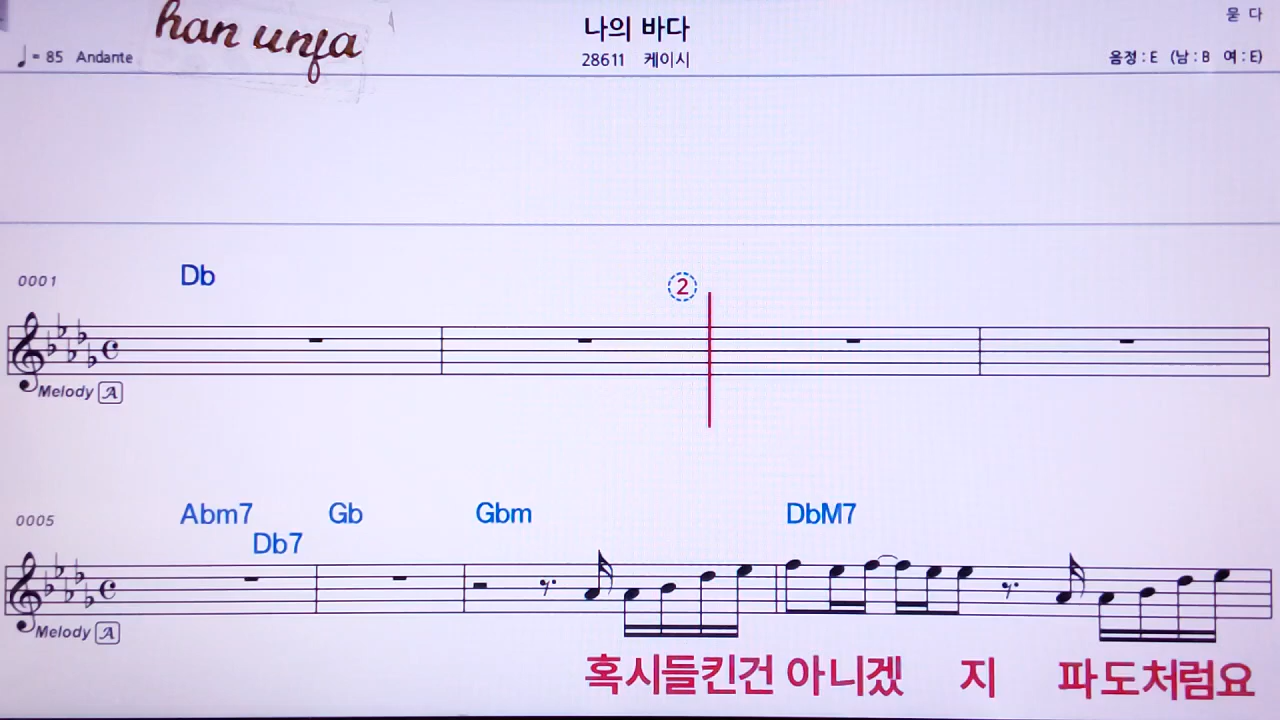 han unja
나의 바다
묻 다
♩= 85 Andante
28611 케이시
음정 : E (남 : B 여 : E)
0001
Db
2
Melody A
0005
Abm7 Gb Gbm DbM7
Db7
Melody A
혹시들킨건 아니겠 지 파도처럼요